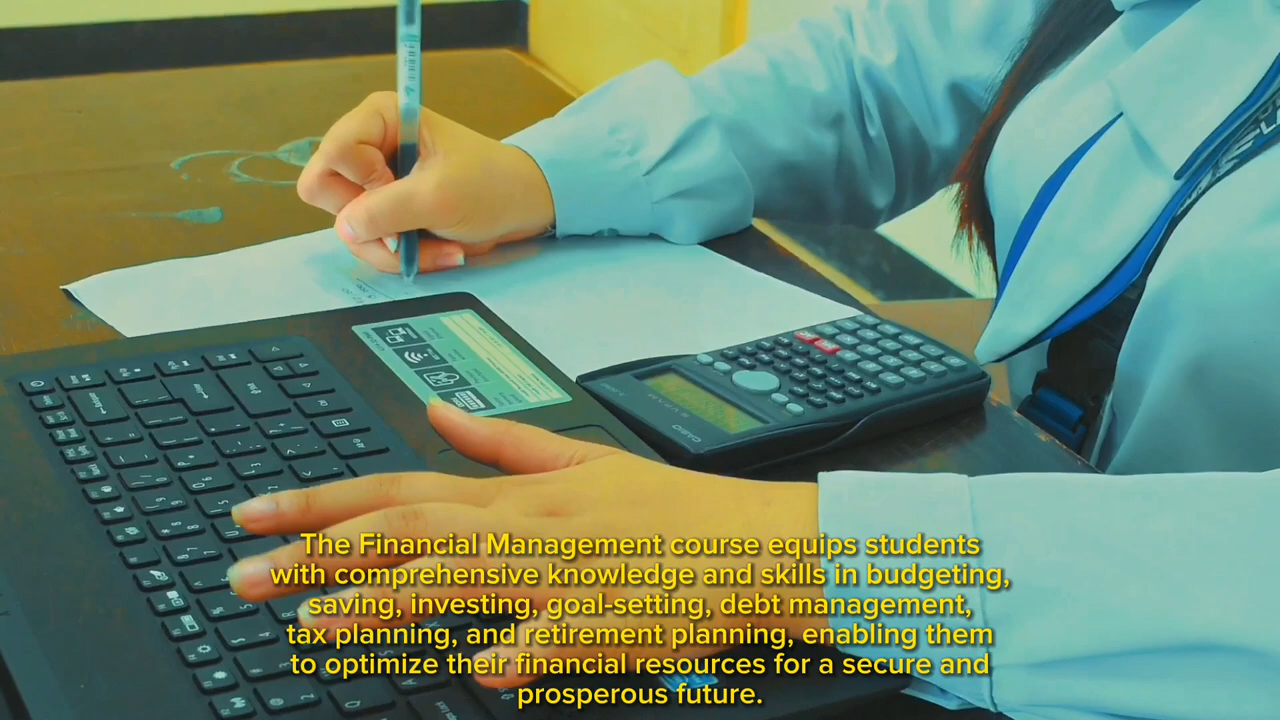 CASIO
The Financial Management course equips students
with comprehensive knowledge and skills in budgeting,
saving, investing, goal-setting, debt management,
tax planning, and retirement planning, enabling them
to optimize their financial resources for a secure and
prosperous future.